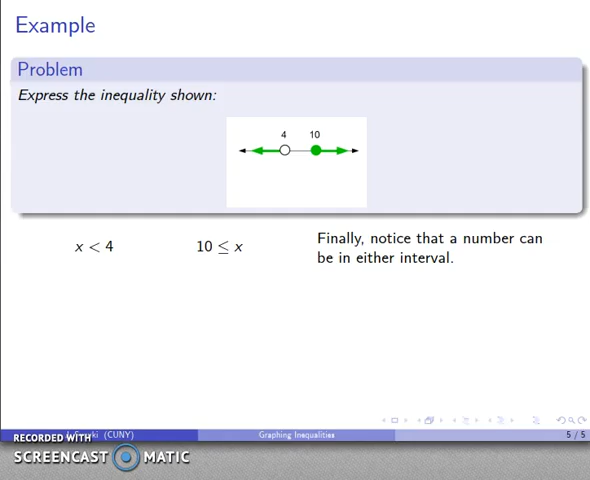 Example
Problem
Express the inequality shown:
4 10
x < 4
10 ≤ x
Finally, notice that a number can
be in either interval.
(CUNY)
Graphing Inequalities
5 / 5
RECORDED WITH
SCREENCAST MATIC